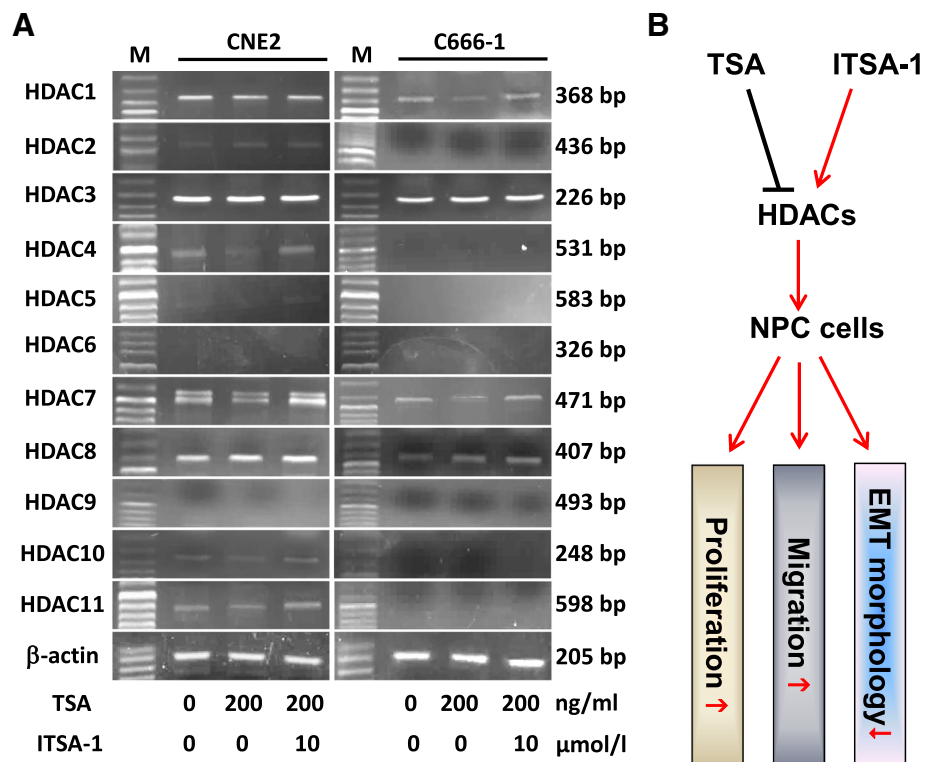 A
CNE2
C666-1
M
M
HDAC1
368 bp
HDAC2
436 bp
HDAC3
226 bp
HDAC4
531 bp
HDAC5
583 bp
HDAC6
326 bp
HDAC7
471 bp
HDAC8
407 bp
HDAC9
493 bp
HDAC10
248 bp
HDAC11
598 bp
β-actin
205 bp
TSA 0 200 200 0 200 200 ng/ml
ITSA-1 0 0 10 0 0 10 μmol/l
B
TSA
ITSA-1
HDACs
NPC cells
Proliferation ↑
Migration ↑
EMT morphology↓